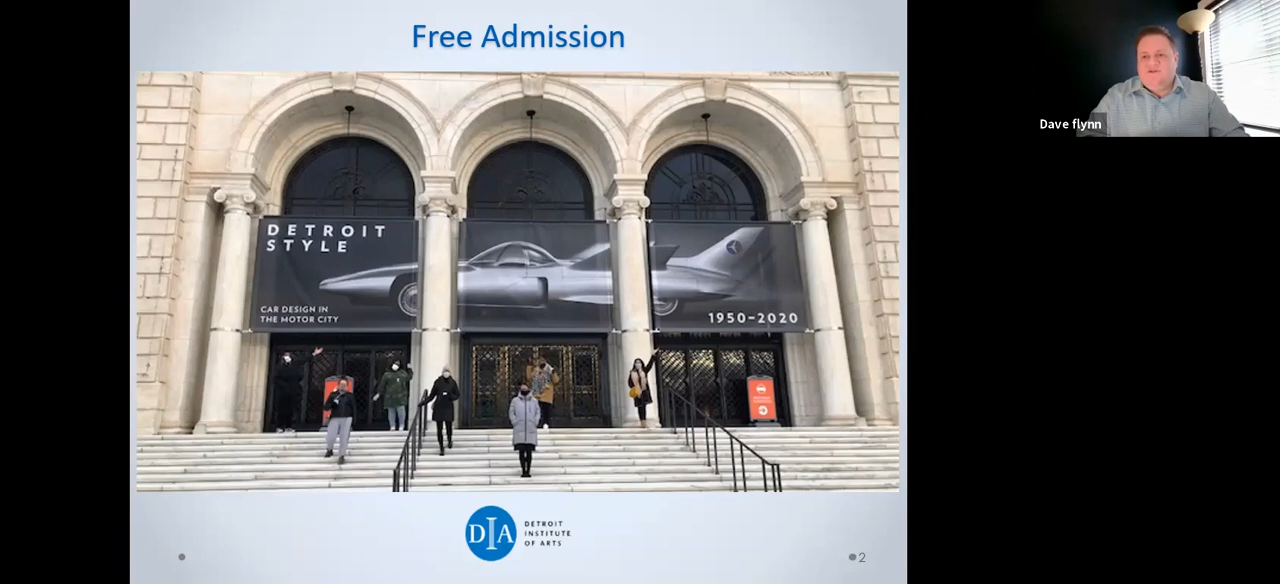 Free Admission
DETROIT
STYLE
CAR DESIGN IN
THE MOTOR CITY
1950-2020
DIA
DETROIT
INSTITUTE
OF ARTS
2
Dave flynn